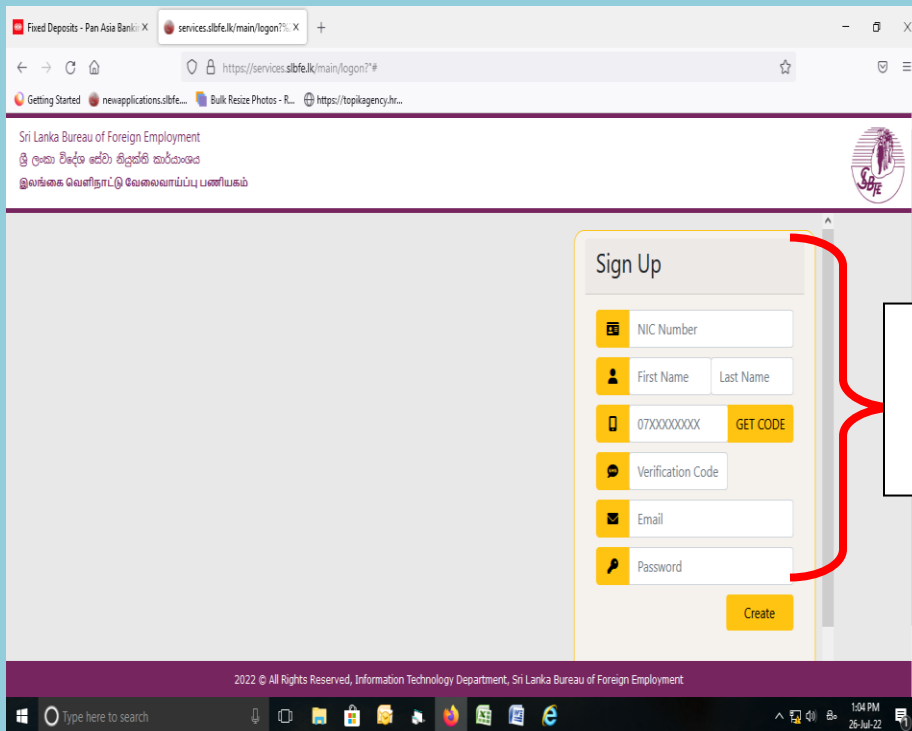 Fixed Deposits - Pan Asia Bankin
services.slbfe.lk/main/logon?%2
https://services.slbfe.lk/main/logon?"#
Getting Started
newapplications.slbfe....
Bulk Resize Photos - R...
https://topikagency.hr...
Sri Lanka Bureau of Foreign Employment
ශ්‍රී ලංකා විදේශ සේවා නියුක්ති කාර්යාංශය
இலங்கை வெளிநாட்டு வேலைவாய்ப்பு பணியகம்
SLBFE
Sign Up
NIC Number
First Name
Last Name
07XXXXXXXX
GET CODE
Verification Code
Email
Password
Create
2022 © All Rights Reserved, Information Technology Department, Sri Lanka Bureau of Foreign Employment
Type here to search
1:04 PM
26-Jul-22